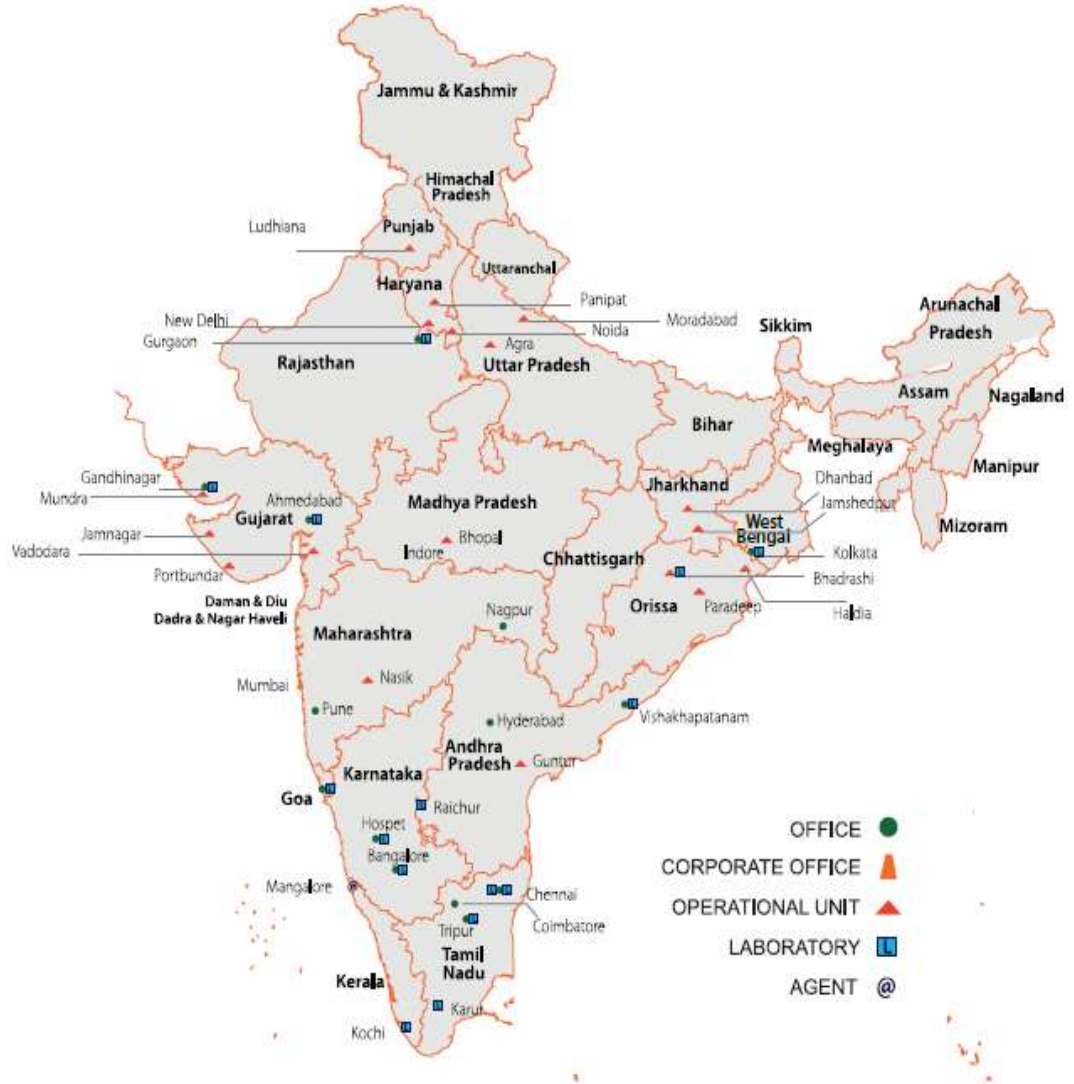 Jammu & Kashmir
Himachal
Pradesh
Ludhiana
Punjab
Uttaranchal
Haryana
Panipat
New Delhi
Moradabad
Noida
Gurgaon
Agra
Rajasthan
Uttar Pradesh
Sikkim
Arunachal
Pradesh
Assam
Nagaland
Bihar
Meghalaya
Manipur
Gandhinagar
Mundra
Ahmedabad
Gujarat
Jamnagar
Vadodara
Portbundar
Madhya Pradesh
Bhopal
Indore
Jharkhand
Dhanbad
Jamshedpur
West
Bengal
Mizoram
Chhattisgarh
Kolkata
Bhadrashi
Orissa
Paradeep
Haldia
Daman & Diu
Dadra & Nagar Haveli
Nagpur
Maharashtra
Mumbai
Nasik
Pune
Hyderabad
Vishakhapatanam
Andhra
Pradesh
Guntur
Karnataka
Goa
L
Raichur
Hospet
L
Bangalore
L
Mangalore
@
Chennai
L
L
Coimbatore
Tripur
L
Tamil
Nadu
Kerala
Karur
L
Kochi
L
OFFICE
CORPORATE OFFICE
OPERATIONAL UNIT
LABORATORY L
AGENT @